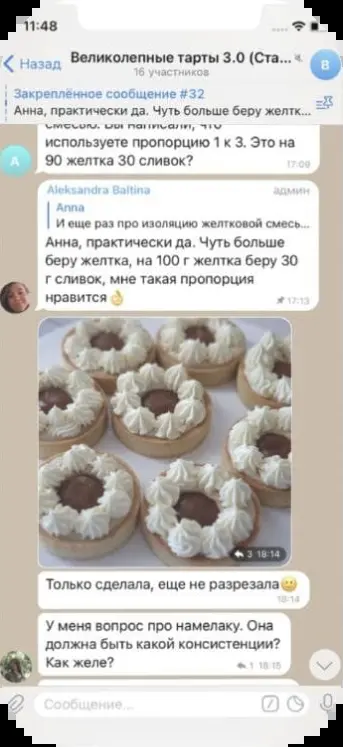 11:48
Назад
Великолепные тарты 3.0 (Ста...
16 участников
В
Закреплённое сообщение #32
Анна, практически да. Чуть больше беру желтк...
смесью. Вы написали, что
используете пропорцию 1 к 3. Это на
90 желтка 30 сливок?
17:09
А
Aleksandra Baltina
админ
Anna
И еще раз про изоляцию желтковой смесь...
Анна, практически да. Чуть больше
беру желтка, на 100 г желтка беру 30
г сливок, мне такая пропорция
нравится👌
17:13
3 18:14
Только сделала, еще не разрезала
18:14
У меня вопрос про намелаку. Она
должна быть какой консистенции?
Как желе?
1 18:15
Сообщение...